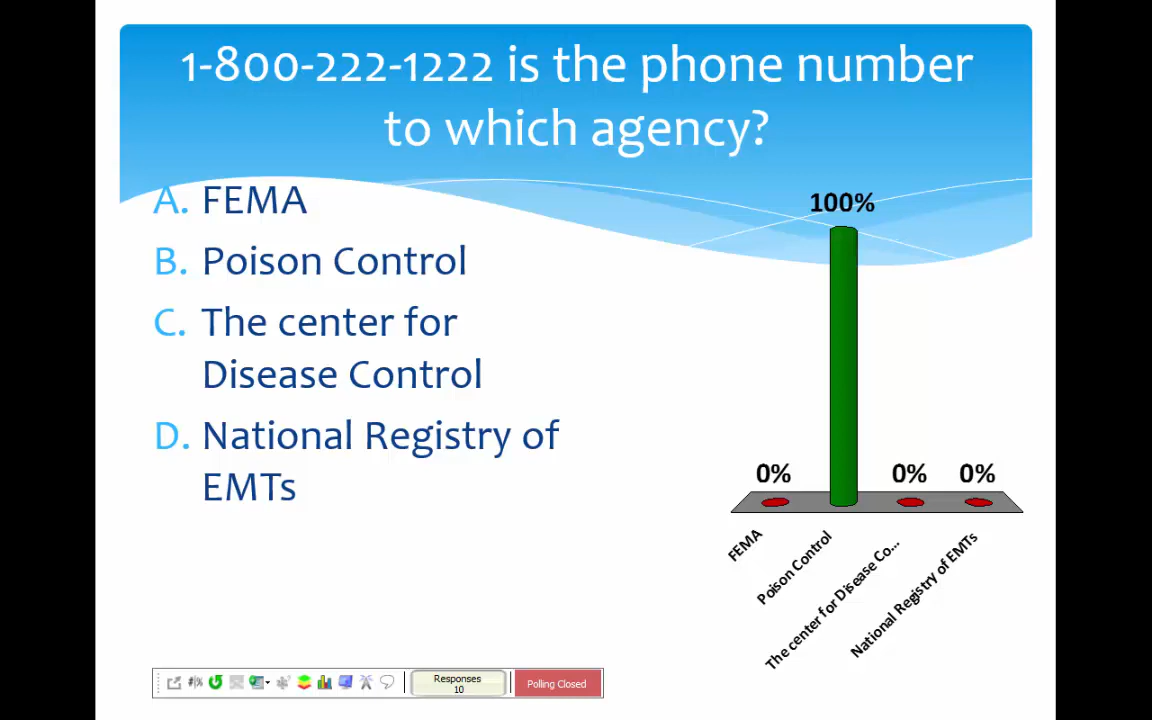 1-800-222-1222 is the phone number
to which agency?
A. FEMA
B. Poison Control
C. The center for
Disease Control
D. National Registry of
EMTs
100%
0%
0%
0%
FEMA
Poison Control
The center for Disease Co...
National Registry of EMTs
Responses
10
Polling Closed